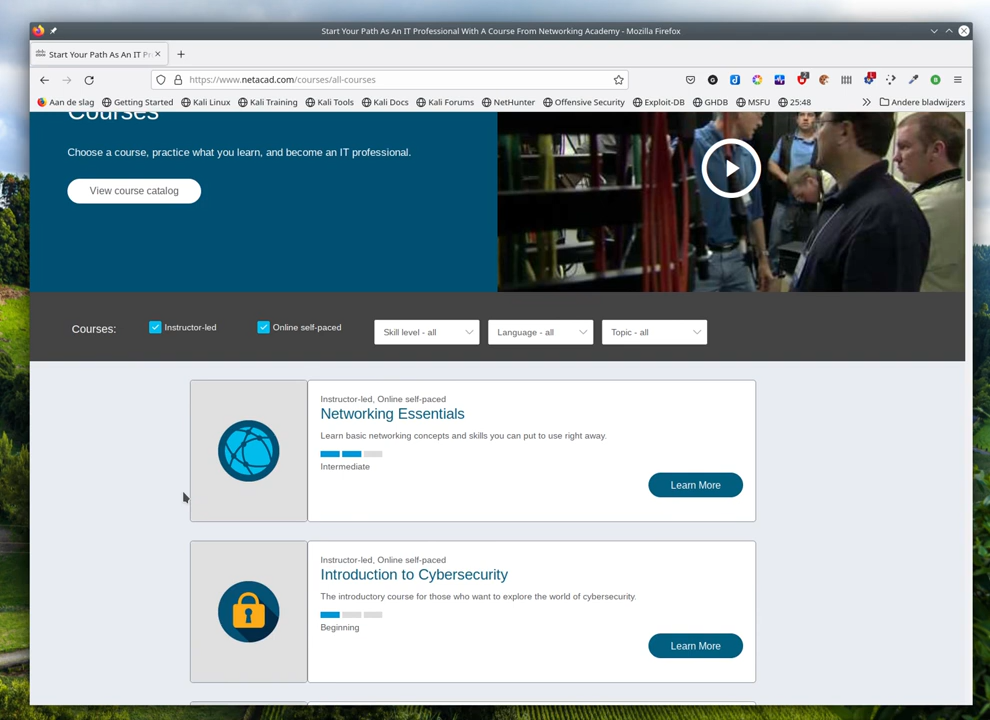 Start Your Path As An IT Professional With A Course From Networking Academy - Mozilla Firefox
Start Your Path As An IT Pr
https://www.netacad.com/courses/all-courses
Aan de slag
Getting Started
Kali Linux
Kali Training
Kali Tools
Kali Docs
Kali Forums
NetHunter
Offensive Security
Exploit-DB
GHDB
MSFU
25:48
Andere bladwijzers
Courses
Choose a course, practice what you learn, and become an IT professional.
View course catalog
Courses:
Instructor-led
Online self-paced
Skill level - all
Language - all
Topic - all
Instructor-led, Online self-paced
Networking Essentials
Learn basic networking concepts and skills you can put to use right away.
Intermediate
Learn More
Instructor-led, Online self-paced
Introduction to Cybersecurity
The introductory course for those who want to explore the world of cybersecurity.
Beginning
Learn More